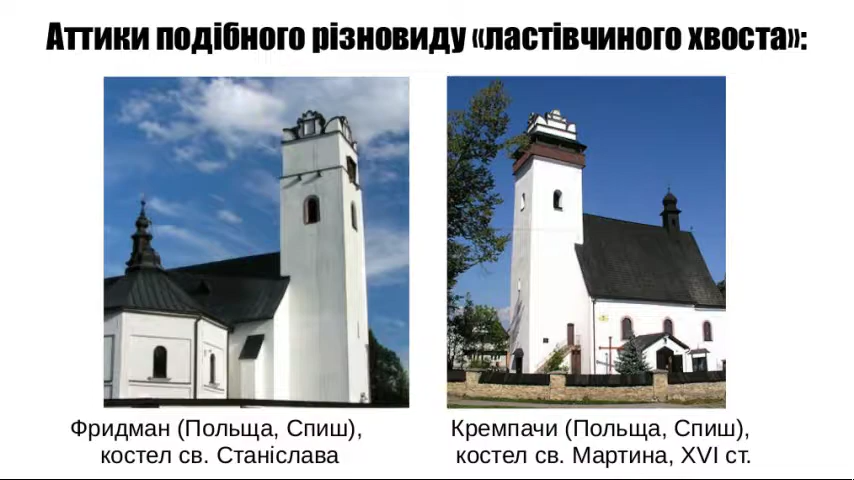 Аттики подібного різновиду «ластівчиного хвоста»:
Фридман (Польща, Спиш),
костел св. Станіслава
Кремпачи (Польща, Спиш),
костел св. Мартина, XVI ст.